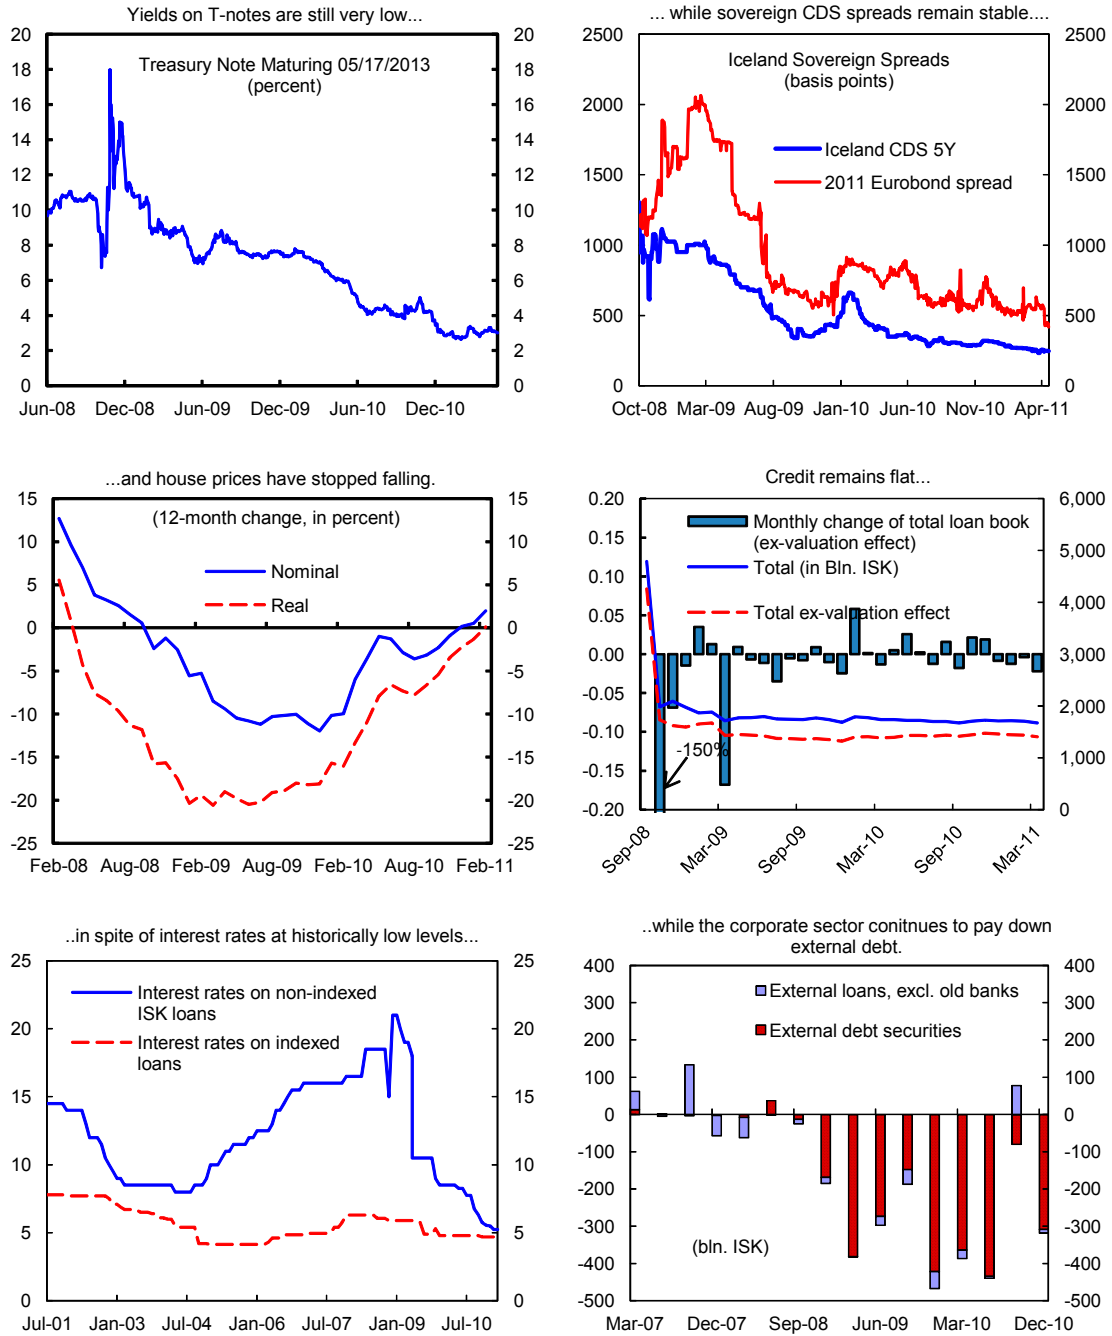 Yields on T-notes are still very low...
20 20
Treasury Note Maturing 05/17/2013
(percent)
18 18
16 16
14 14
12 12
10 10
8 8
6 6
4 4
2 2
0 0
Jun-08 Dec-08 Jun-09 Dec-09 Jun-10 Dec-10
... while sovereign CDS spreads remain stable....
2500 2500
Iceland Sovereign Spreads
(basis points)
2000 2000
Iceland CDS 5Y
2011 Eurobond spread
1500 1500
1000 1000
500 500
0 0
Oct-08 Mar-09 Aug-09 Jan-10 Jun-10 Nov-10 Apr-11
...and house prices have stopped falling.
15 15
(12-month change, in percent)
10 10
Nominal
5 5
Real
0 0
-5 -5
-10 -10
-15 -15
-20 -20
-25 -25
Feb-08 Aug-08 Feb-09 Aug-09 Feb-10 Aug-10 Feb-11
Credit remains flat...
0.20 6,000
Monthly change of total loan book
(ex-valuation effect)
0.15 5,000
Total (in Bln. ISK)
0.10 4,000
Total ex-valuation effect
0.05
0.00 3,000
-0.05 2,000
-0.10
-150%
-0.15 1,000
-0.20 0
Sep-08 Mar-09 Sep-09 Mar-10 Sep-10 Mar-11
..in spite of interest rates at historically low levels...
25 25
Interest rates on non-indexed
ISK loans
20 20
Interest rates on indexed
loans
15 15
10 10
5 5
0 0
Jul-01 Jan-03 Jul-04 Jan-06 Jul-07 Jan-09 Jul-10
..while the corporate sector conitnues to pay down
external debt.
400 400
External loans, excl. old banks
300 300
External debt securities
200 200
100 100
0 0
-100 -100
-200 -200
-300 -300
(bln. ISK)
-400 -400
-500 -500
Mar-07 Dec-07 Sep-08 Jun-09 Mar-10 Dec-10